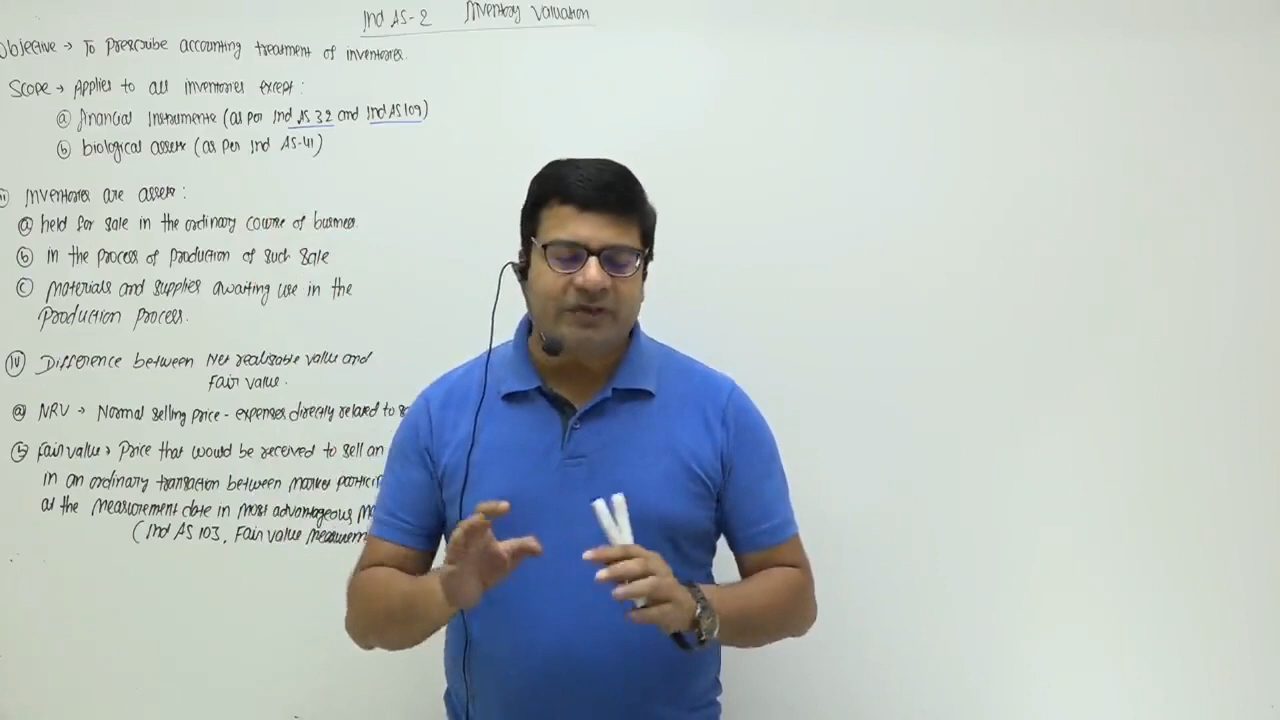 Ind AS-2 Inventory Valuation
Objective → To prescribe accounting treatment of inventories.
Scope → Applies to all inventories except:
ⓐ financial instruments (as per Ind AS 32 and Ind AS 109)
ⓑ biological assets (as per Ind AS-41)
Inventories are assets:
ⓐ held for sale in the ordinary course of business.
ⓑ in the process of production of such sale
ⓒ materials and supplies awaiting use in the
production process.
(iv) Difference between Net realisable value and
Fair value.
ⓐ NRV → Normal selling price - expenses directly related to
ⓑ Fair value → Price that would be received to sell an
in an ordinary transaction between market
at the measurement date in most advantageous
(Ind AS 103, Fair value